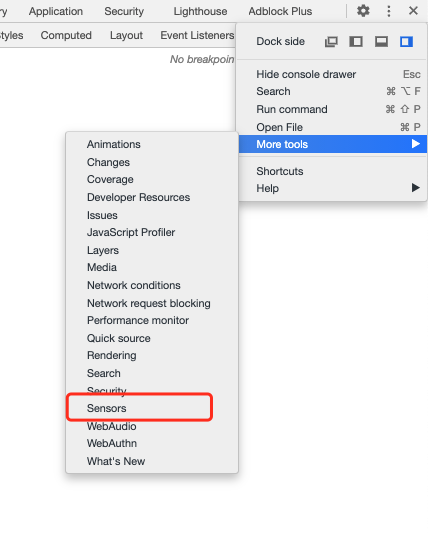 Application Security Lighthouse Adblock Plus
Computed Layout Event Listeners
No breakpoin
Dock side
Hide console drawer Esc
Search ⌘ ⌥ F
Run command ⌘ ⇧ P
Open File ⌘ P
More tools
Shortcuts
Help
Animations
Changes
Coverage
Developer Resources
Issues
JavaScript Profiler
Layers
Media
Network conditions
Network request blocking
Performance monitor
Quick source
Rendering
Search
Security
Sensors
WebAudio
WebAuthn
What's New